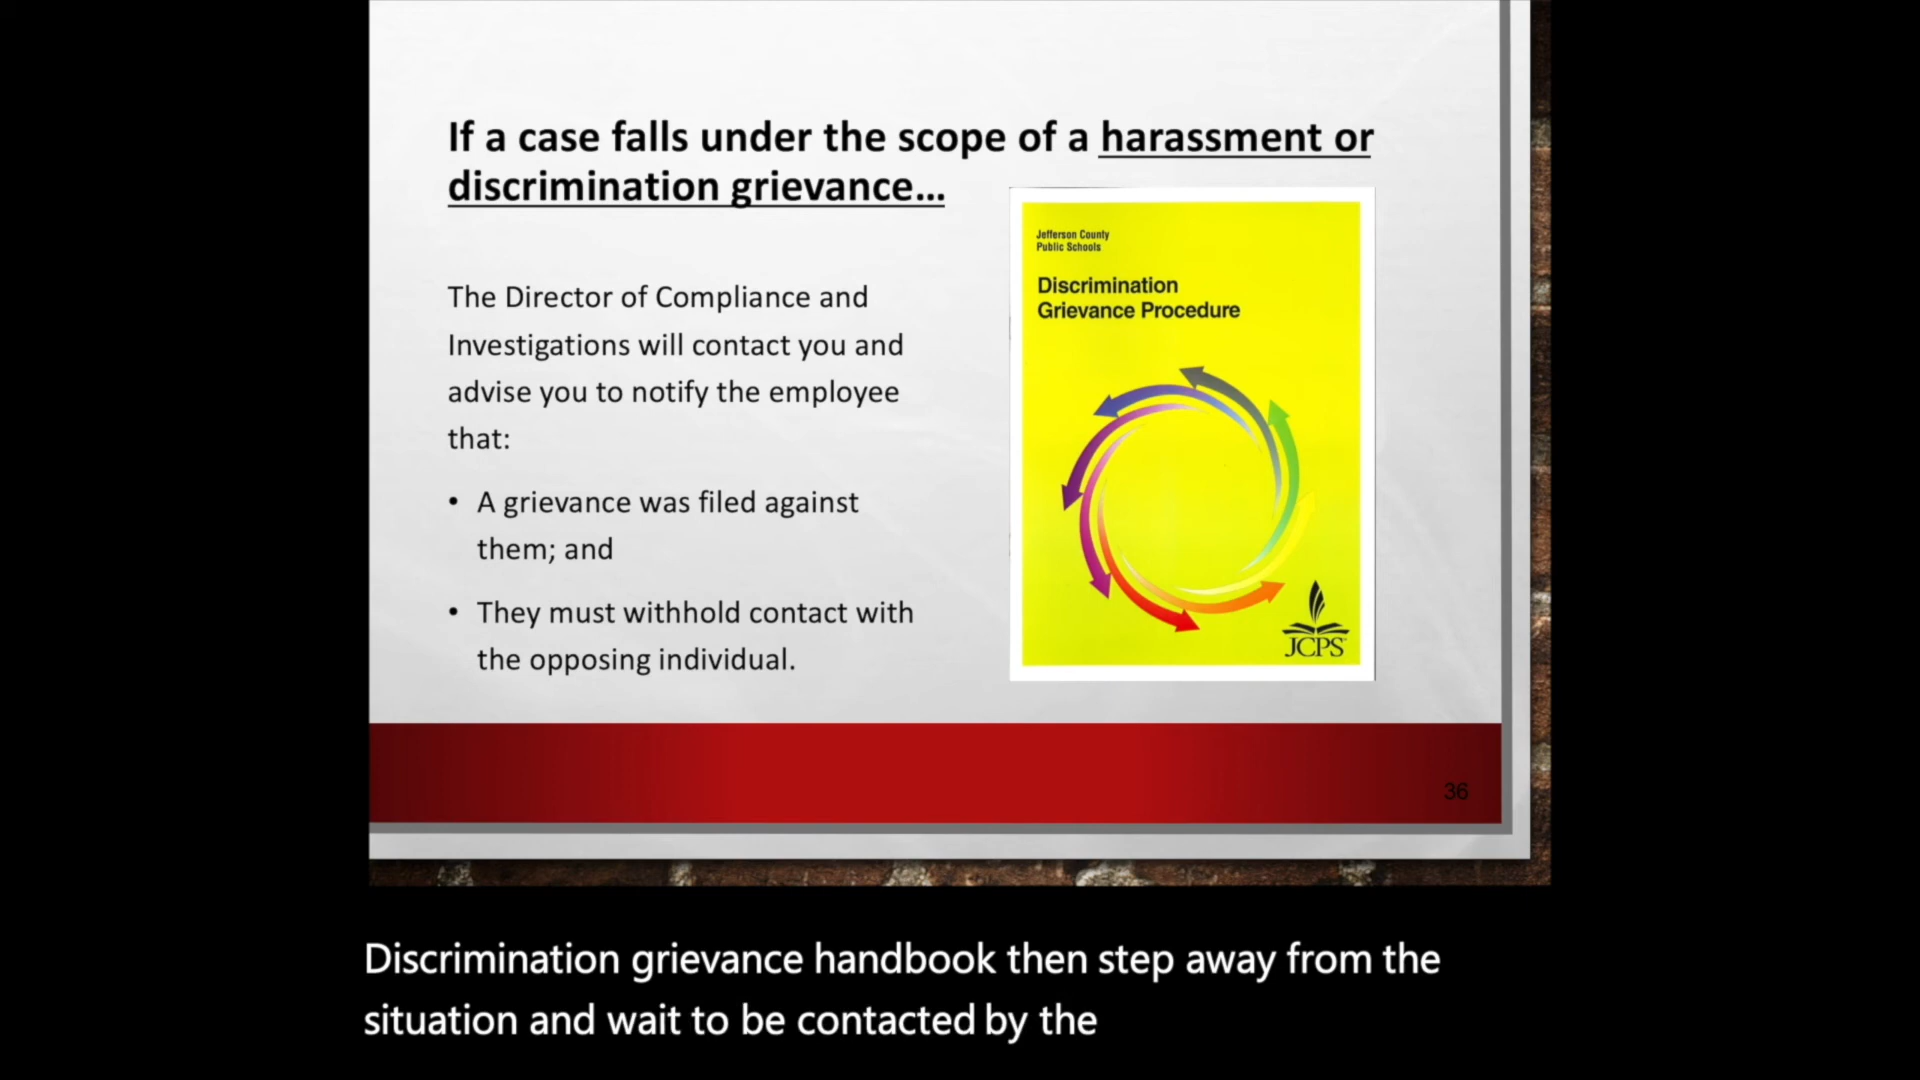 If a case falls under the scope of a harassment or
discrimination grievance...
Jefferson County
Public Schools
Discrimination
Grievance Procedure
JCPS
The Director of Compliance and
Investigations will contact you and
advise you to notify the employee
that:
• A grievance was filed against
them; and
• They must withhold contact with
the opposing individual.
36
Discrimination grievance handbook then step away from the
situation and wait to be contacted by the